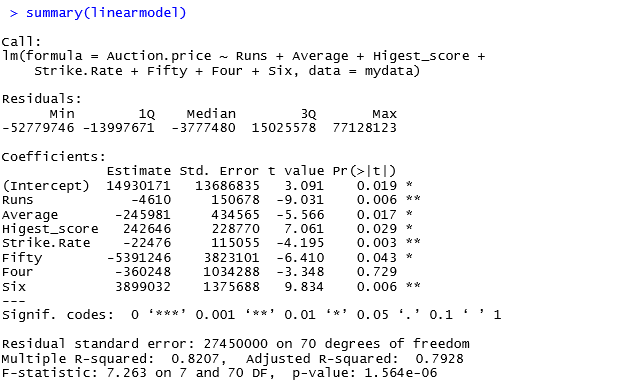 > summary(linearmodel)
Call:
lm(formula = Auction.price ~ Runs + Average + Higest_score +
Strike.Rate + Fifty + Four + Six, data = mydata)
Residuals:
Min 1Q Median 3Q Max
-52779746 -13997671 -3777480 15025578 77128123
Coefficients:
Estimate Std. Error t value Pr(>|t|)
(Intercept) 14930171 13686835 3.091 0.019 *
Runs -4610 150678 -9.031 0.006 **
Average -245981 434565 -5.566 0.017 *
Higest_score 242646 228770 7.061 0.029 *
Strike.Rate -22476 115055 -4.195 0.003 **
Fifty -5391246 3823101 -6.410 0.043 *
Four -360248 1034288 -3.348 0.729
Six 3899032 1375688 9.834 0.006 **
---
Signif. codes: 0 ‘***’ 0.001 ‘**’ 0.01 ‘*’ 0.05 ‘.’ 0.1 ‘ ’ 1
Residual standard error: 27450000 on 70 degrees of freedom
Multiple R-squared: 0.8207, Adjusted R-squared: 0.7928
F-statistic: 7.263 on 7 and 70 DF, p-value: 1.564e-06